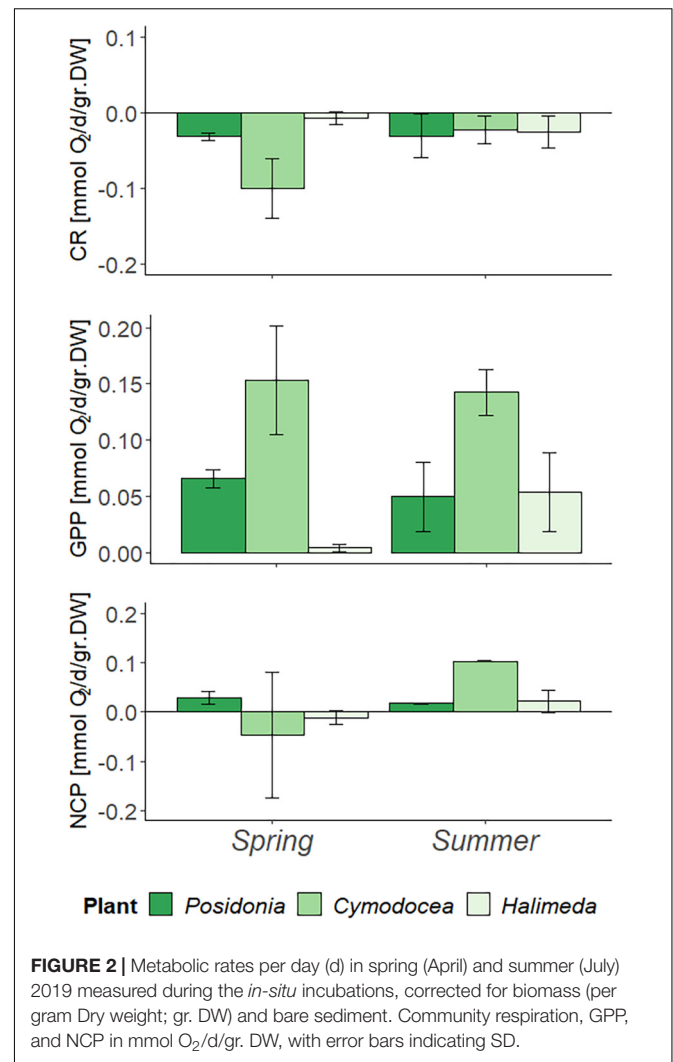 0.1
0.0
-0.1
-0.2
CR [mmol O2/d/gr.DW]
0.20
0.15
0.10
0.05
0.00
GPP [mmol O2/d/gr.DW]
0.2
0.1
0.0
-0.1
-0.2
NCP [mmol O2/d/gr.DW]
Spring Summer
Plant Posidonia Cymodocea Halimeda
FIGURE 2 | Metabolic rates per day (d) in spring (April) and summer (July)
2019 measured during the in-situ incubations, corrected for biomass (per
gram Dry weight; gr. DW) and bare sediment. Community respiration, GPP,
and NCP in mmol O2/d/gr. DW, with error bars indicating SD.